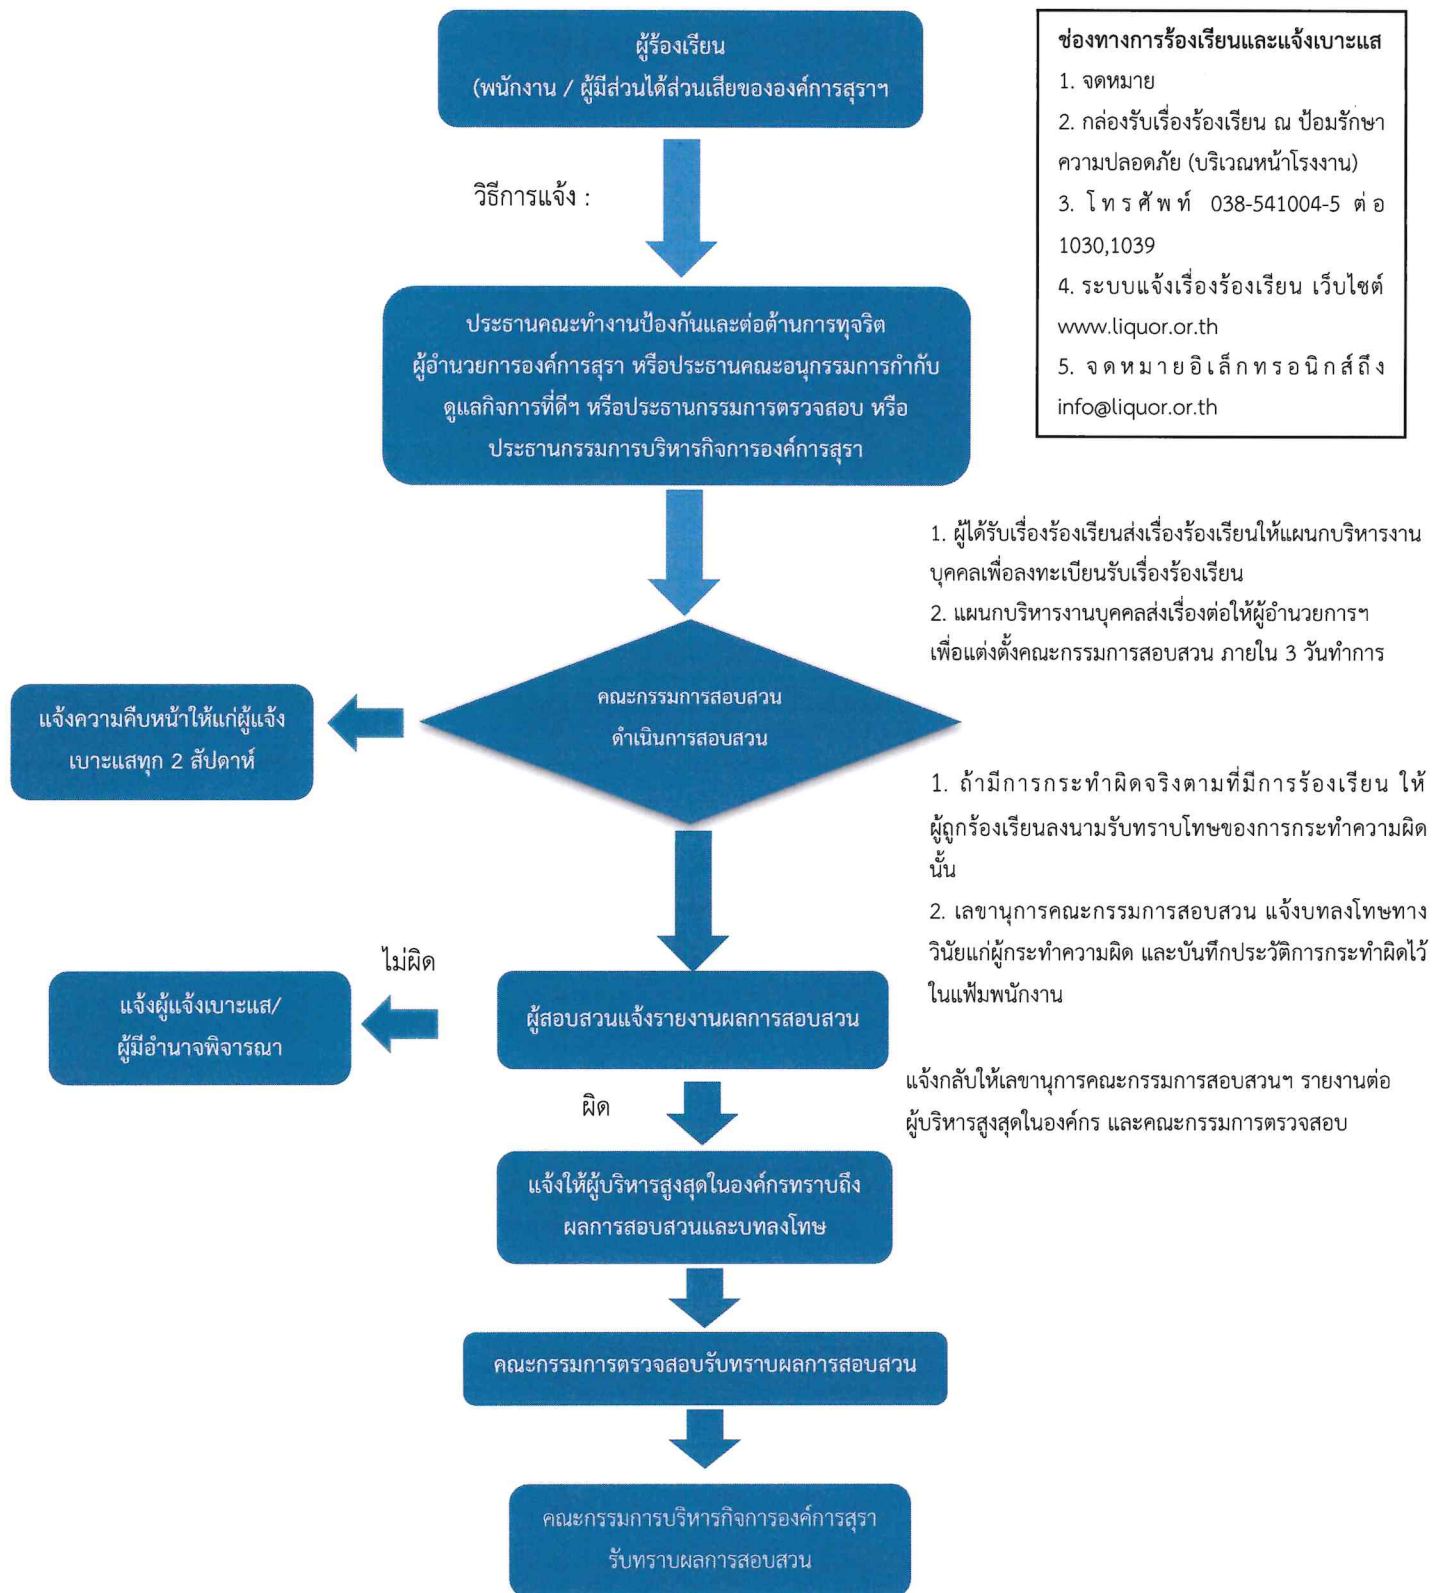 ผู้ร้องเรียน
(พนักงาน / ผู้มีส่วนได้ส่วนเสียขององค์การสุราฯ
ช่องทางการร้องเรียนและแจ้งเบาะแส
1. จดหมาย
2. กล่องรับเรื่องร้องเรียน ณ ป้อมรักษา
ความปลอดภัย (บริเวณหน้าโรงงาน)
3. โทรศัพท์ 038-541004-5 ต่อ
1030,1039
4. ระบบแจ้งเรื่องร้องเรียน เว็บไซต์
www.liquor.or.th
5. จดหมายอิเล็กทรอนิกส์ถึง
info@liquor.or.th
วิธีการแจ้ง :
ประธานคณะทำงานป้องกันและต่อต้านการทุจริต
ผู้อำนวยการองค์การสุรา หรือประธานคณะอนุกรรมการกำกับ
ดูแลกิจการที่ดีฯ หรือประธานกรรมการตรวจสอบ หรือ
ประธานกรรมการบริหารกิจการองค์การสุรา
1. ผู้ได้รับเรื่องร้องเรียนส่งเรื่องร้องเรียนให้แผนกบริหารงาน
บุคคลเพื่อลงทะเบียนรับเรื่องร้องเรียน
2. แผนกบริหารงานบุคคลส่งเรื่องต่อให้ผู้อำนวยการฯ
เพื่อแต่งตั้งคณะกรรมการสอบสวน ภายใน 3 วันทำการ
คณะกรรมการสอบสวน
ดำเนินการสอบสวน
แจ้งความคืบหน้าให้แก่ผู้แจ้ง
เบาะแสทุก 2 สัปดาห์
1. ถ้ามีการกระทำผิดจริงตามที่มีการร้องเรียน ให้
ผู้ถูกร้องเรียนลงนามรับทราบโทษของการกระทำความผิด
นั้น
2. เลขานุการคณะกรรมการสอบสวน แจ้งบทลงโทษทาง
วินัยแก่ผู้กระทำความผิด และบันทึกประวัติการกระทำผิดไว้
ในแฟ้มพนักงาน
ไม่ผิด
แจ้งผู้แจ้งเบาะแส/
ผู้มีอำนาจพิจารณา
ผู้สอบสวนแจ้งรายงานผลการสอบสวน
ผิด
แจ้งกลับให้เลขานุการคณะกรรมการสอบสวนฯ รายงานต่อ
ผู้บริหารสูงสุดในองค์กร และคณะกรรมการตรวจสอบ
แจ้งให้ผู้บริหารสูงสุดในองค์กรทราบถึง
ผลการสอบสวนและบทลงโทษ
คณะกรรมการตรวจสอบรับทราบผลการสอบสวน
คณะกรรมการบริหารกิจการองค์การสุรา
รับทราบผลการสอบสวน